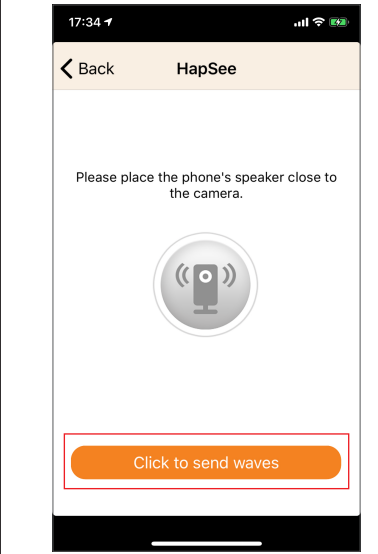 17:34
Back
HapSee
Please place the phone's speaker close to
the camera.
Click to send waves